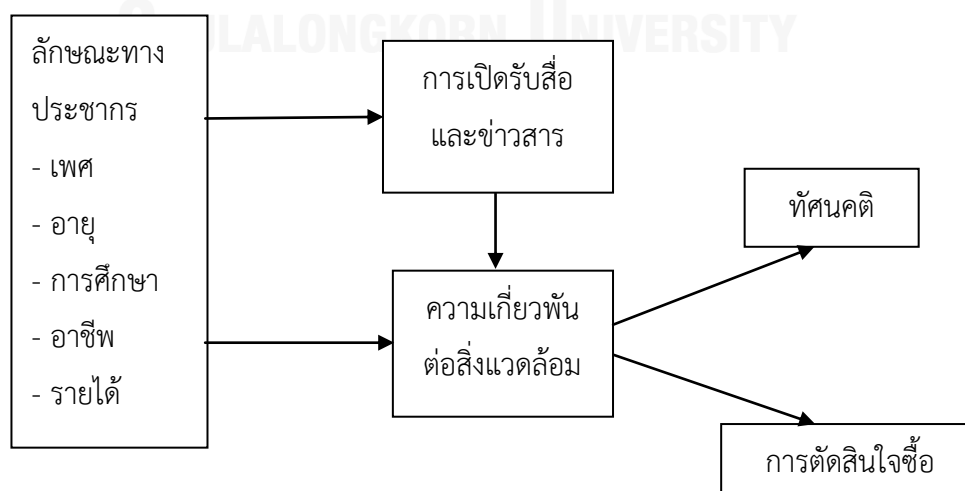 CHULALONGKORN UNIVERSITY
ลักษณะทาง
ประชากร
- เพศ
- อายุ
- การศึกษา
- อาชีพ
- รายได้
การเปิดรับสื่อ
และข่าวสาร
ความเกี่ยวพัน
ต่อสิ่งแวดล้อม
ทัศนคติ
การตัดสินใจซื้อ